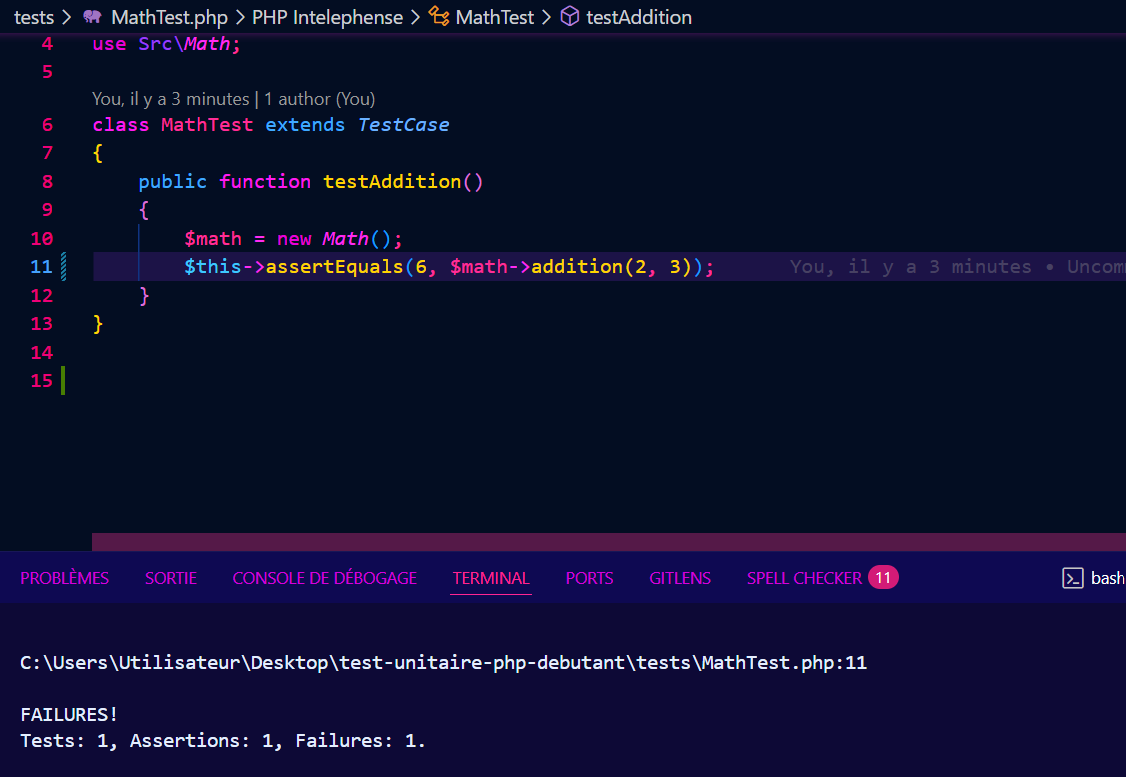 tests > MathTest.php > PHP Intelephense > MathTest > testAddition
4 use Src\Math;
5
You, il y a 3 minutes | 1 author (You)
6 class MathTest extends TestCase
7 {
8 public function testAddition()
9 {
10 $math = new Math();
11 $this->assertEquals(6, $math->addition(2, 3)); You, il y a 3 minutes • Uncom
12 }
13 }
14
15
PROBLÈMES SORTIE CONSOLE DE DÉBOGAGE TERMINAL PORTS GITLENS SPELL CHECKER 11 bash
C:\Users\Utilisateur\Desktop\test-unitaire-php-debutant\tests\MathTest.php:11
FAILURES!
Tests: 1, Assertions: 1, Failures: 1.